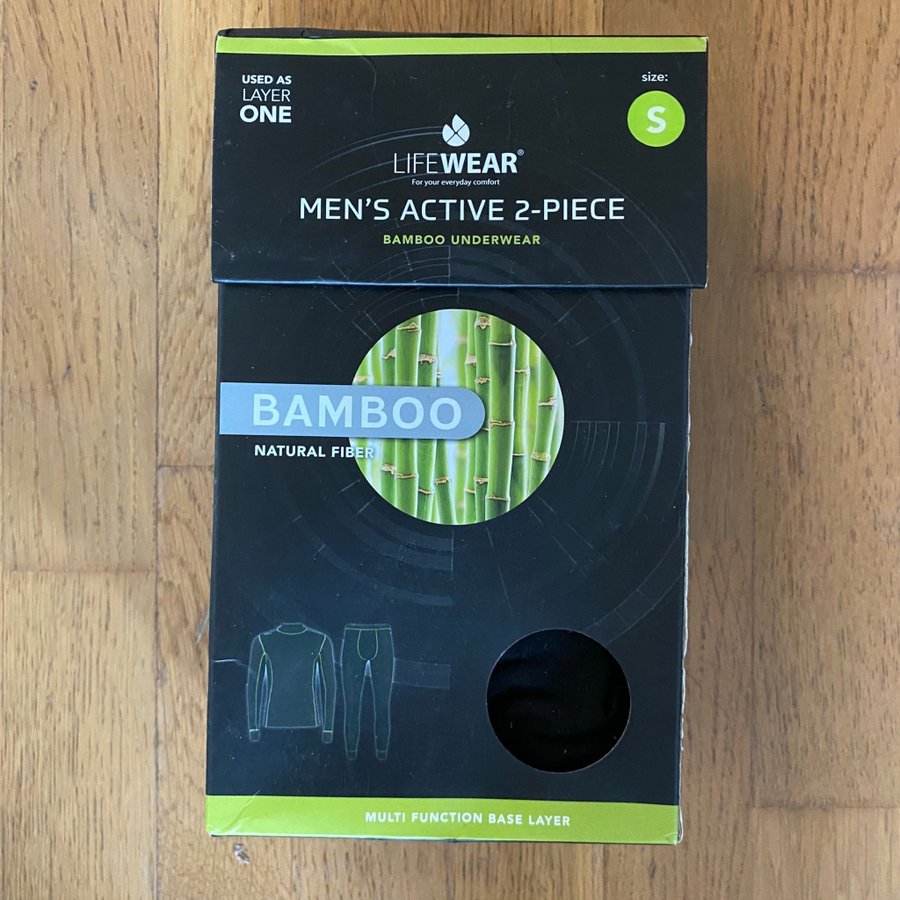 USED AS
LAYER
ONE
size:
S
LIFEWEAR®
For your everyday comfort
MEN'S ACTIVE 2-PIECE
BAMBOO UNDERWEAR
BAMBOO
NATURAL FIBER
MULTI FUNCTION BASE LAYER